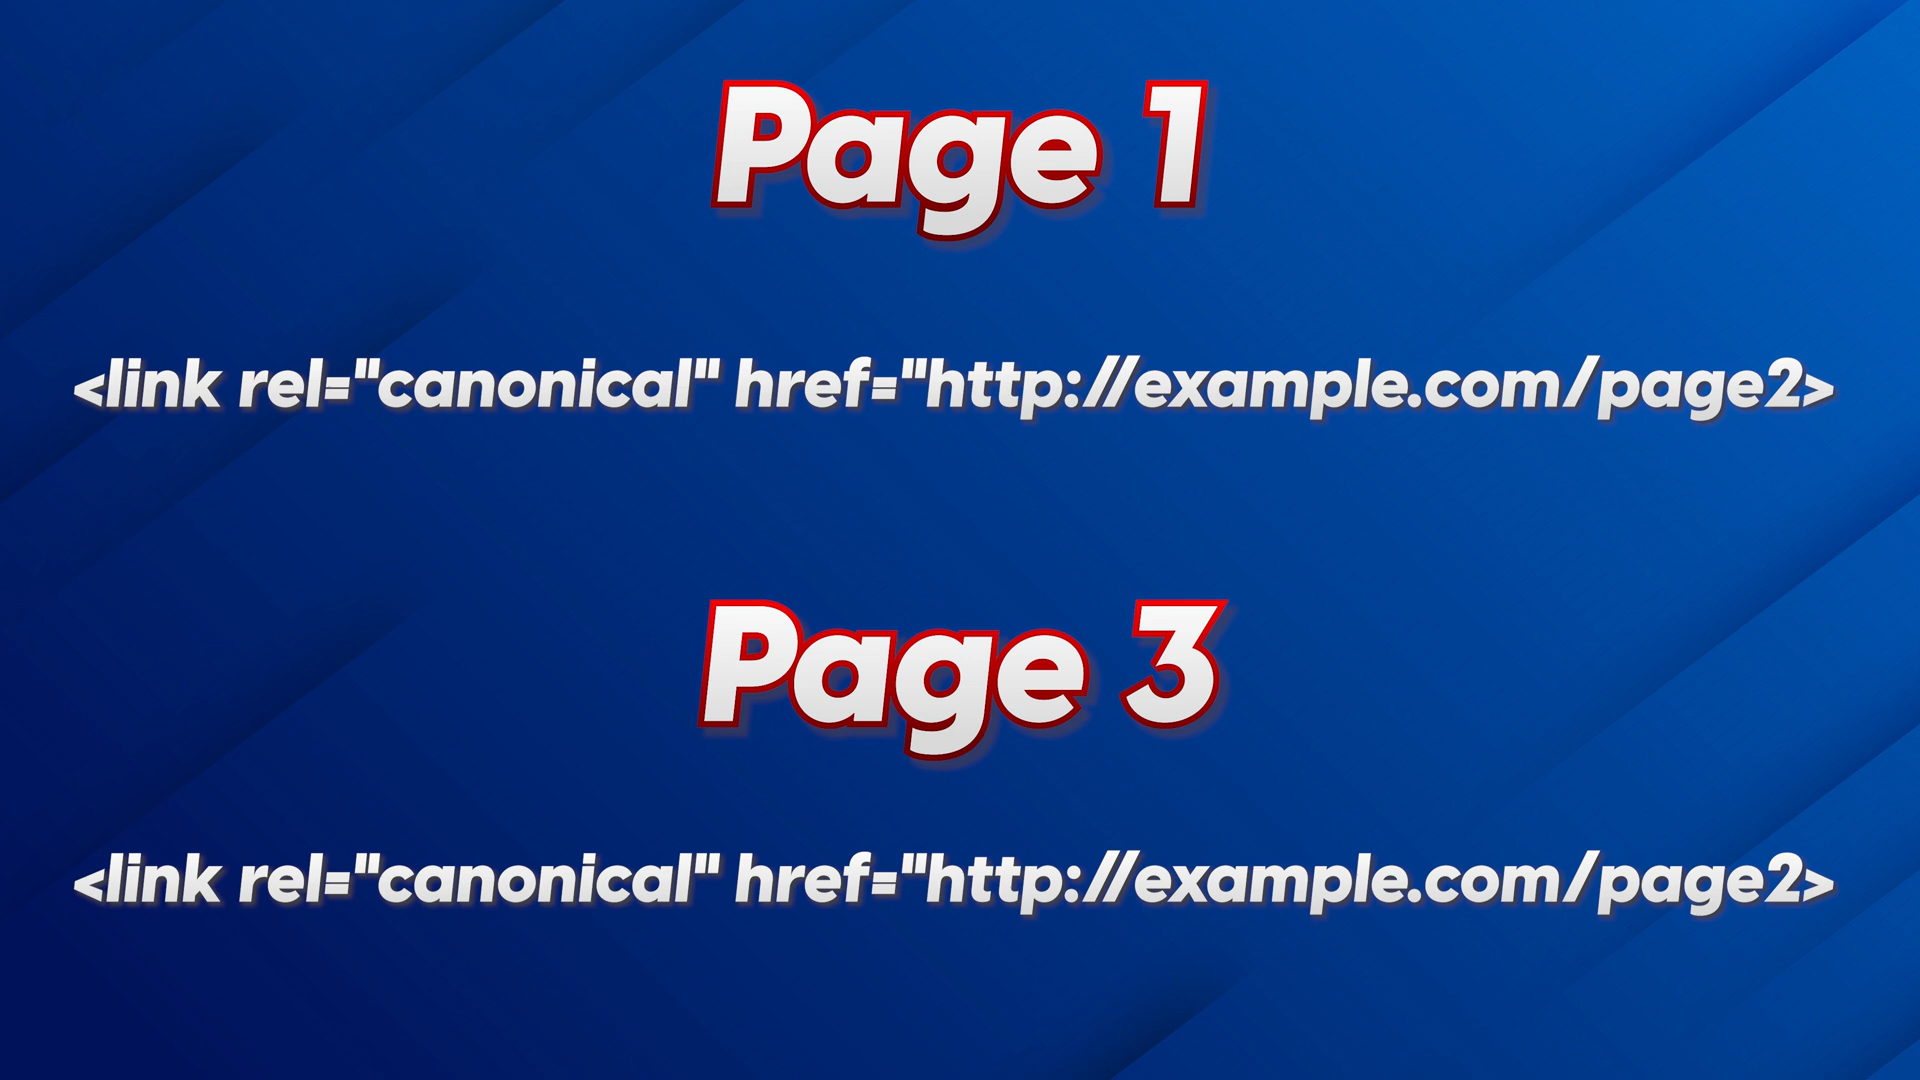 Page 1
<link rel="canonical" href="http://example.com/page2>
Page 3
<link rel="canonical" href="http://example.com/page2>